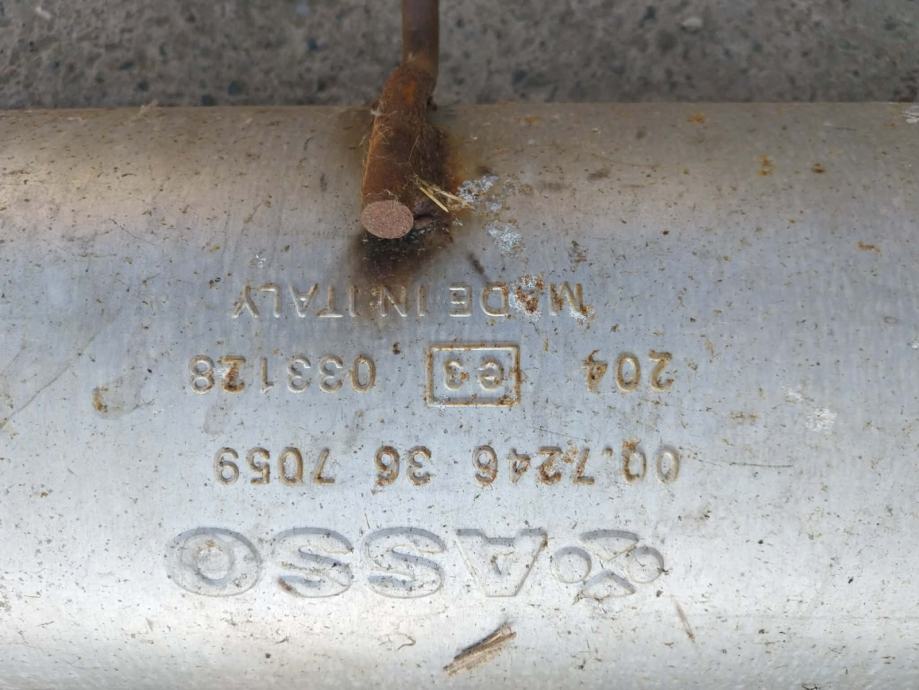 ASSO
00.7246 36 7059
204 e3 033128
MADE IN ITALY